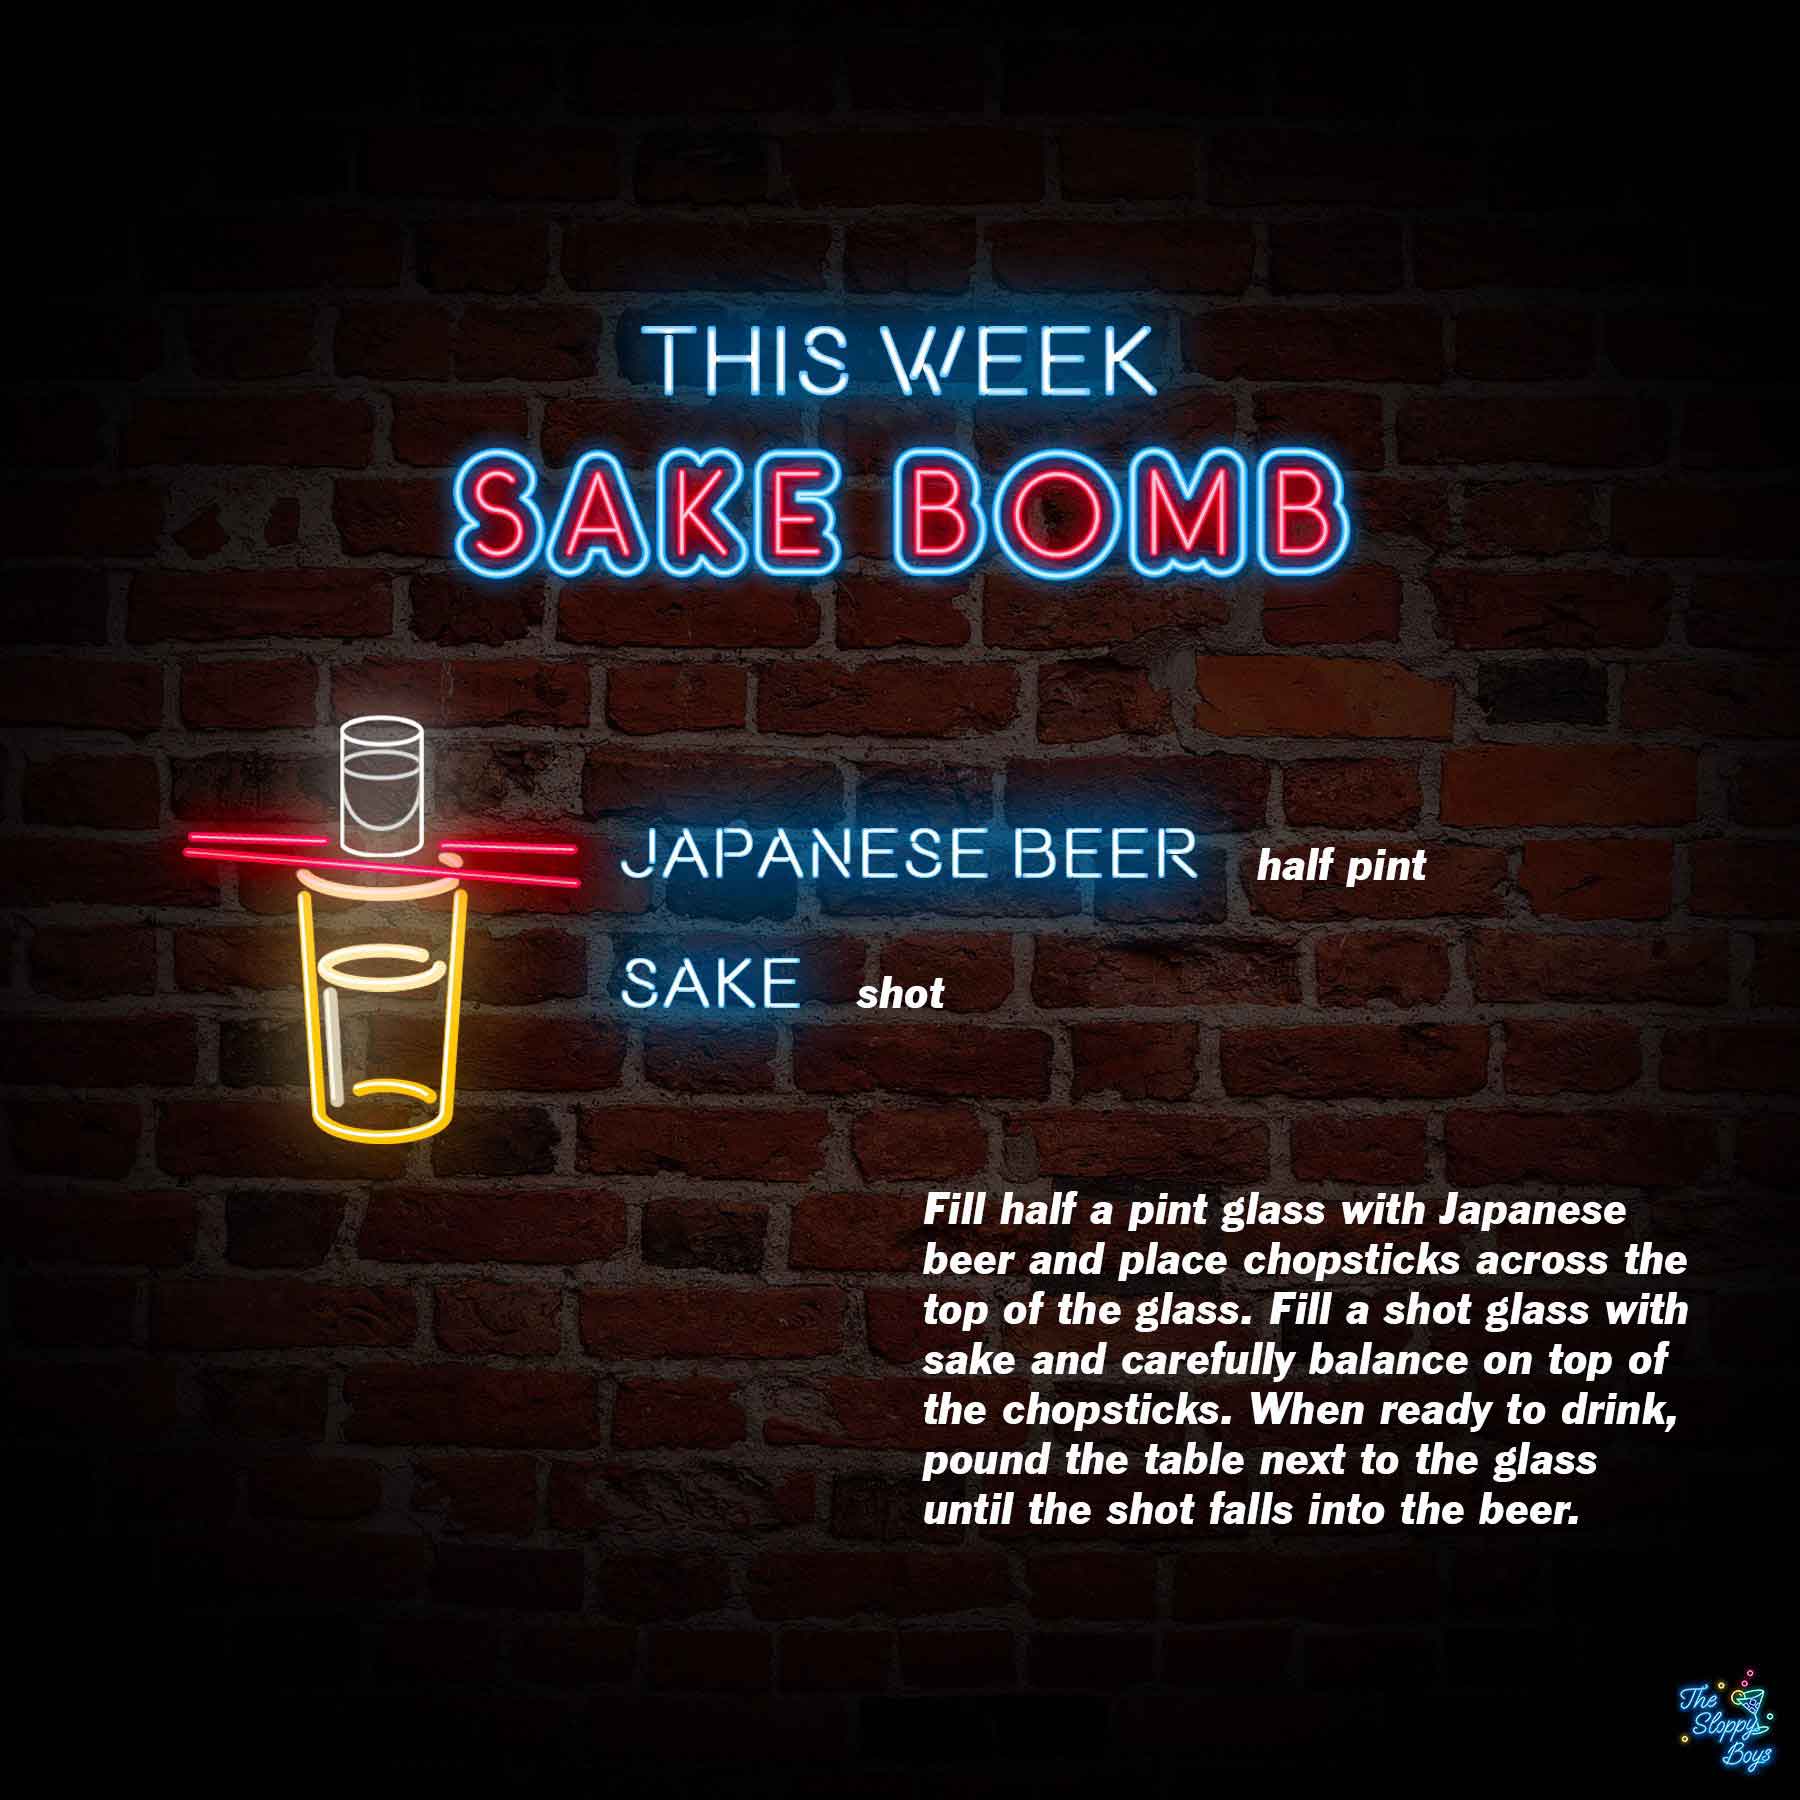 THIS WEEK
SAKE BOMB
JAPANESE BEER half pint
SAKE shot
Fill half a pint glass with Japanese
beer and place chopsticks across the
top of the glass. Fill a shot glass with
sake and carefully balance on top of
the chopsticks. When ready to drink,
pound the table next to the glass
until the shot falls into the beer.
The
Sloppy
Boys